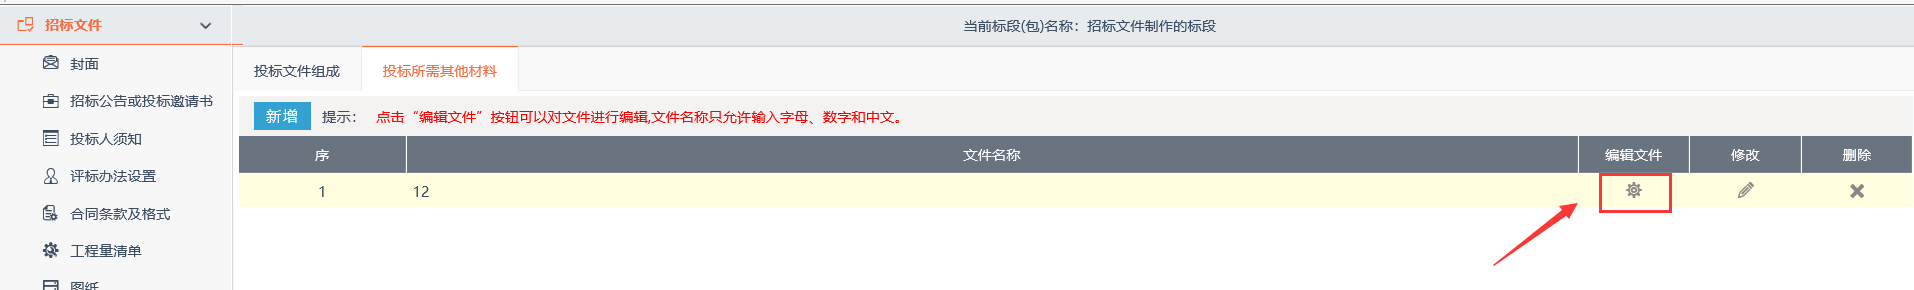 招标文件
当前标段(包)名称：招标文件制作的标段
封面
招标公告或投标邀请书
投标人须知
评标办法设置
合同条款及格式
工程量清单
图纸
投标文件组成
投标所需其他材料
新增
提示：
点击“编辑文件”按钮可以对文件进行编辑,文件名称只允许输入字母、数字和中文。
序
文件名称
编辑文件
修改
删除
1
12